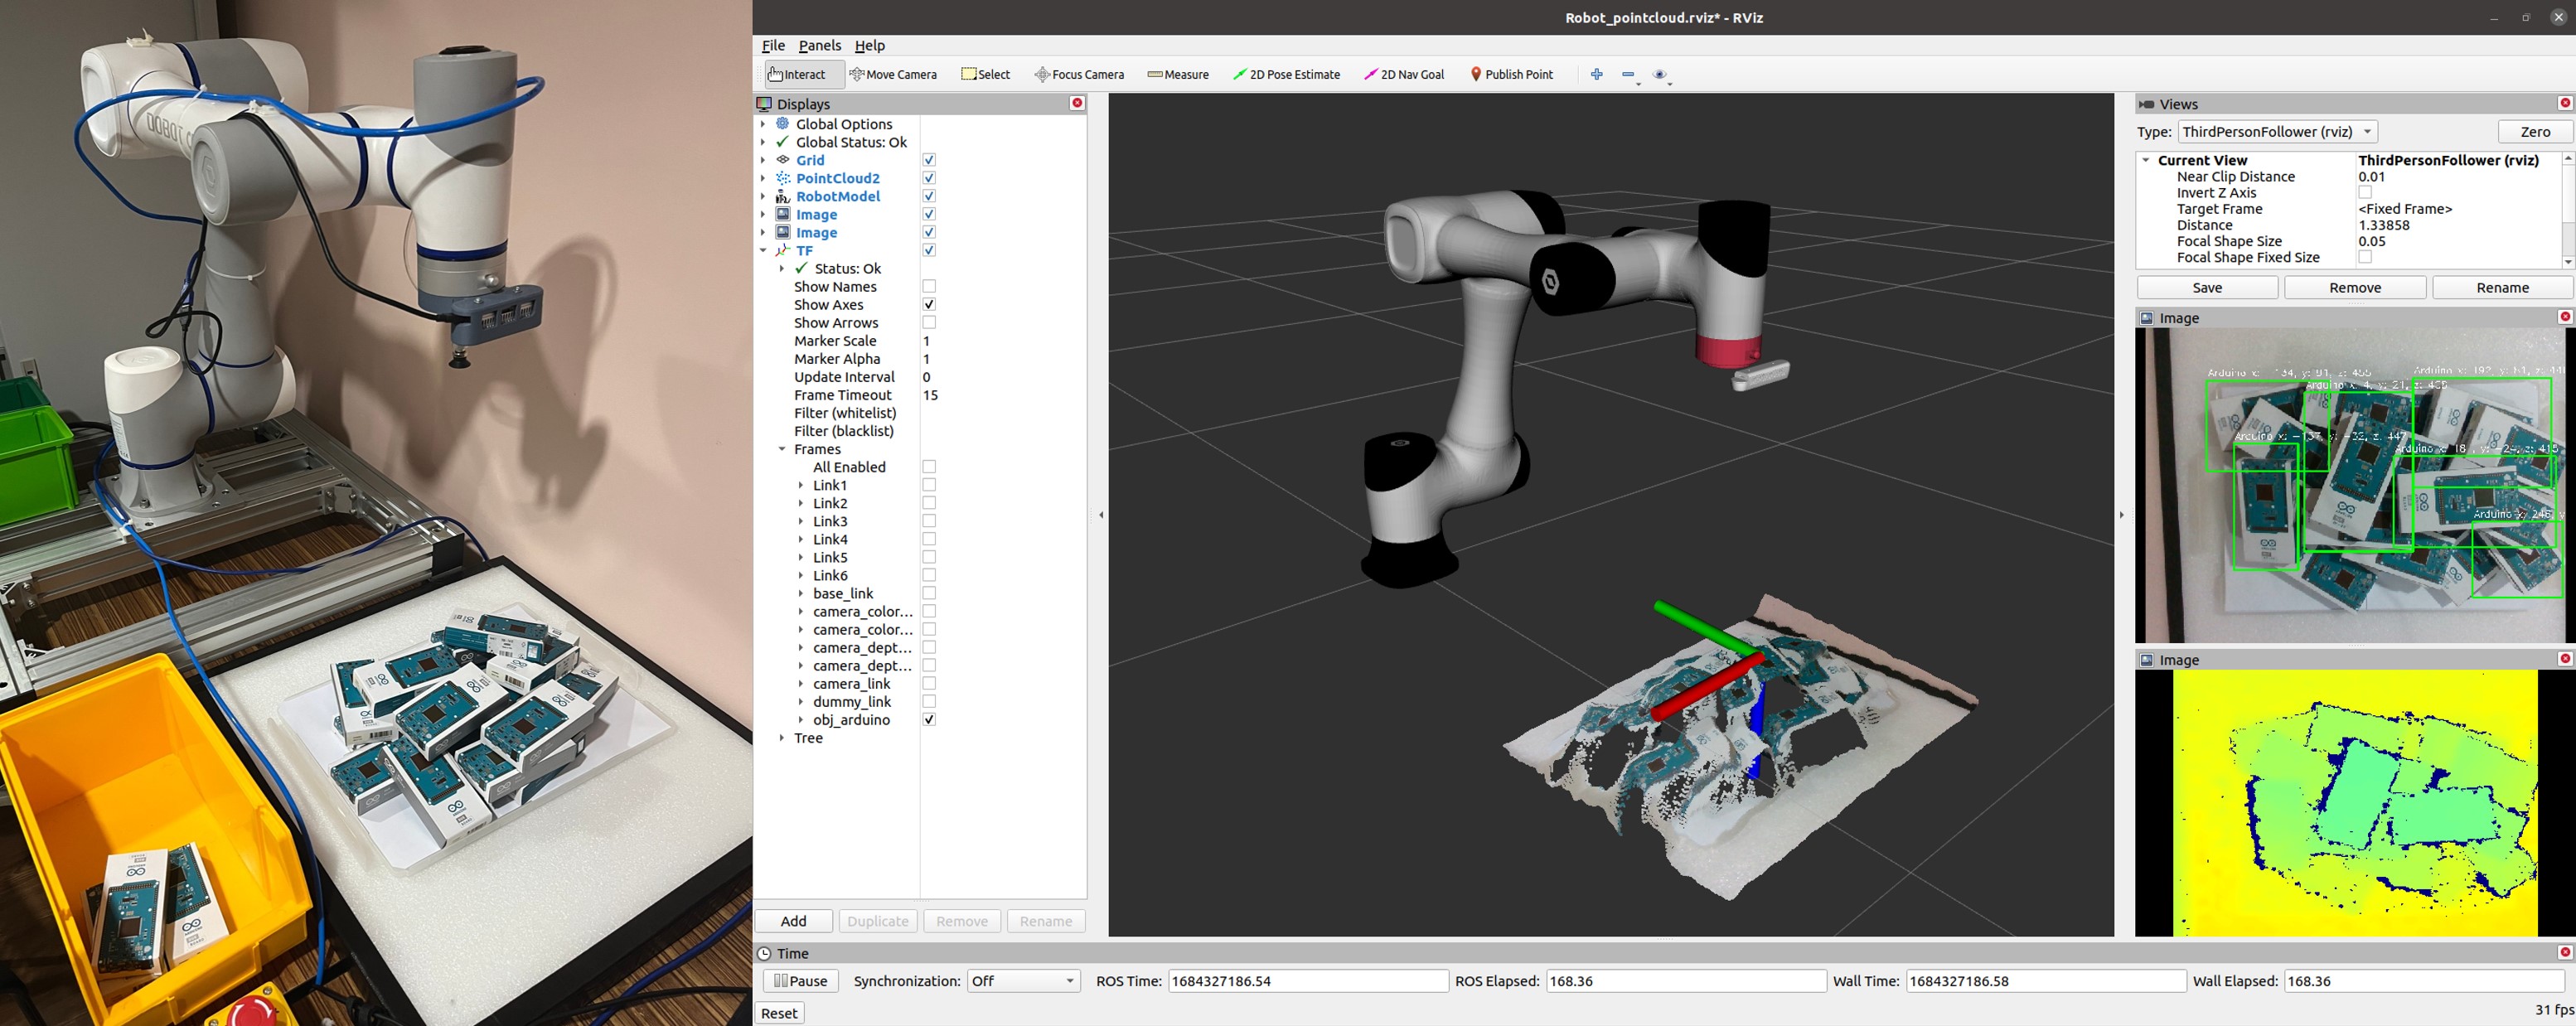 DOBOT
Robot_pointcloud.rviz* - RViz
File Panels Help
Interact Move Camera Select Focus Camera Measure 2D Pose Estimate 2D Nav Goal Publish Point
Displays
Global Options
Global Status: Ok
Grid
PointCloud2
RobotModel
Image
Image
TF
Status: Ok
Show Names
Show Axes
Show Arrows
Marker Scale 1
Marker Alpha 1
Update Interval 0
Frame Timeout 15
Filter (whitelist)
Filter (blacklist)
Frames
All Enabled
Link1
Link2
Link3
Link4
Link5
Link6
base_link
camera_color...
camera_color...
camera_dept...
camera_dept...
camera_link
dummy_link
obj_arduino
Tree
Add Duplicate Remove Rename
Views
Type: ThirdPersonFollower (rviz) Zero
Current View ThirdPersonFollower (rviz)
Near Clip Distance 0.01
Invert Z Axis
Target Frame <Fixed Frame>
Distance 1.33858
Focal Shape Size 0.05
Focal Shape Fixed Size
Save Remove Rename
Image
Arduino
Arduino
Arduino
Arduino
Arduino
Arduino
Image
Time
Pause Synchronization: Off ROS Time: 1684327186.54 ROS Elapsed: 168.36 Wall Time: 1684327186.58 Wall Elapsed: 168.36
Reset 31 fps